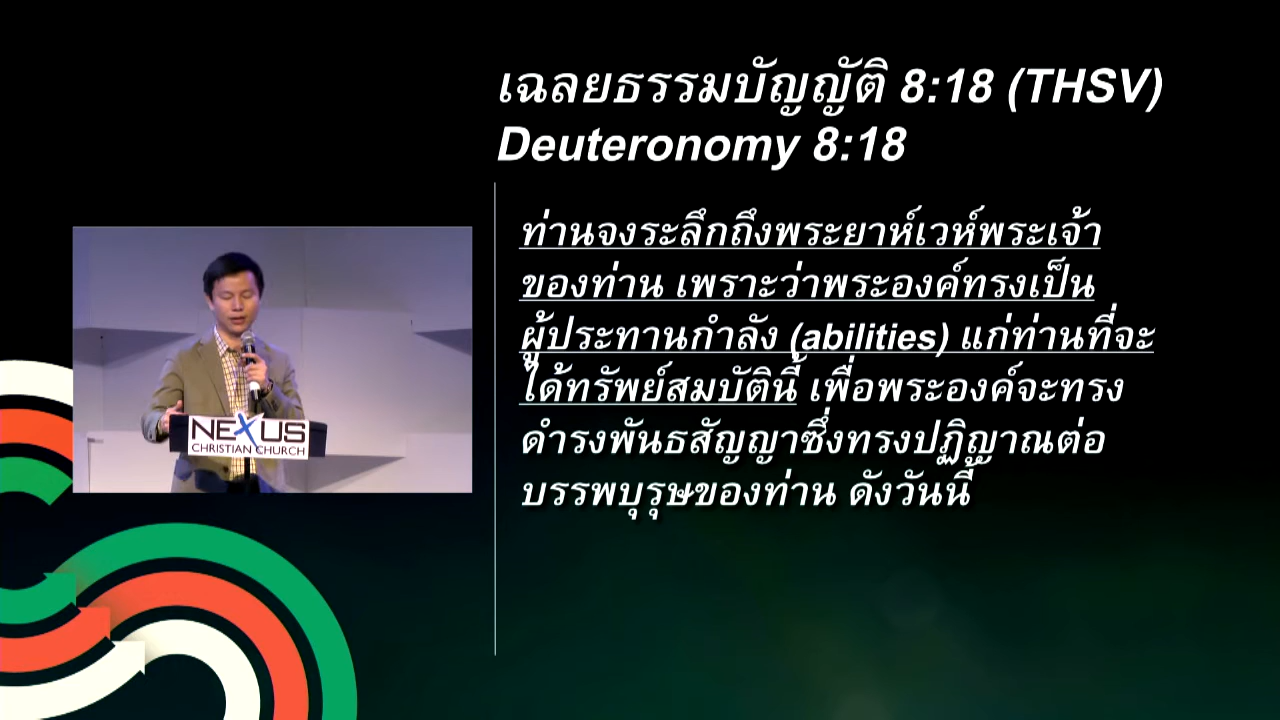 เฉลยธรรมบัญญัติ 8:18 (THSV)
Deuteronomy 8:18
ท่านจงระลึกถึงพระยาห์เวห์พระเจ้า
ของท่าน เพราะว่าพระองค์ทรงเป็น
ผู้ประทานกำลัง (abilities) แก่ท่านที่จะ
ได้ทรัพย์สมบัตินี้ เพื่อพระองค์จะทรง
ดำรงพันธสัญญาซึ่งทรงปฏิญาณต่อ
บรรพบุรุษของท่าน ดังวันนี้
NEXUS
CHRISTIAN CHURCH